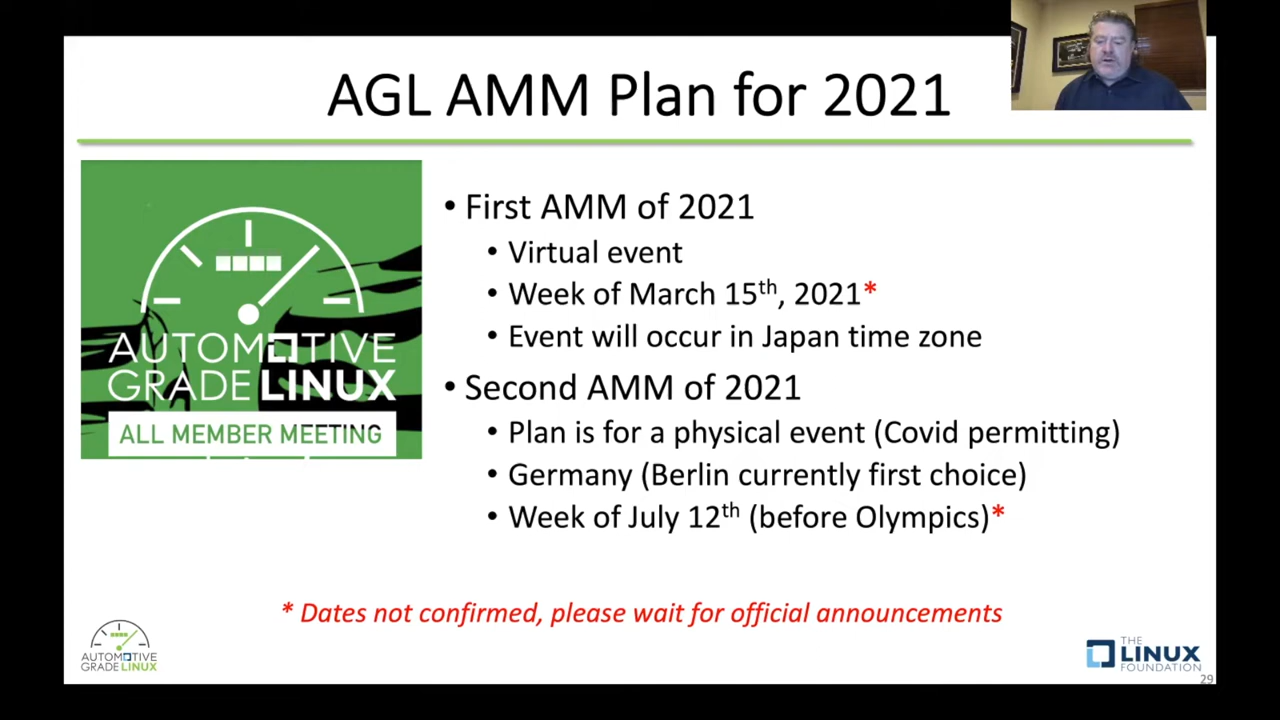 AGL AMM Plan for 2021
AUTOMOTIVE
GRADE LINUX
ALL MEMBER MEETING
• First AMM of 2021
• Virtual event
• Week of March 15th, 2021*
• Event will occur in Japan time zone
• Second AMM of 2021
• Plan is for a physical event (Covid permitting)
• Germany (Berlin currently first choice)
• Week of July 12th (before Olympics)*
* Dates not confirmed, please wait for official announcements
AUTOMOTIVE
GRADE LINUX
THE
LINUX
FOUNDATION
29